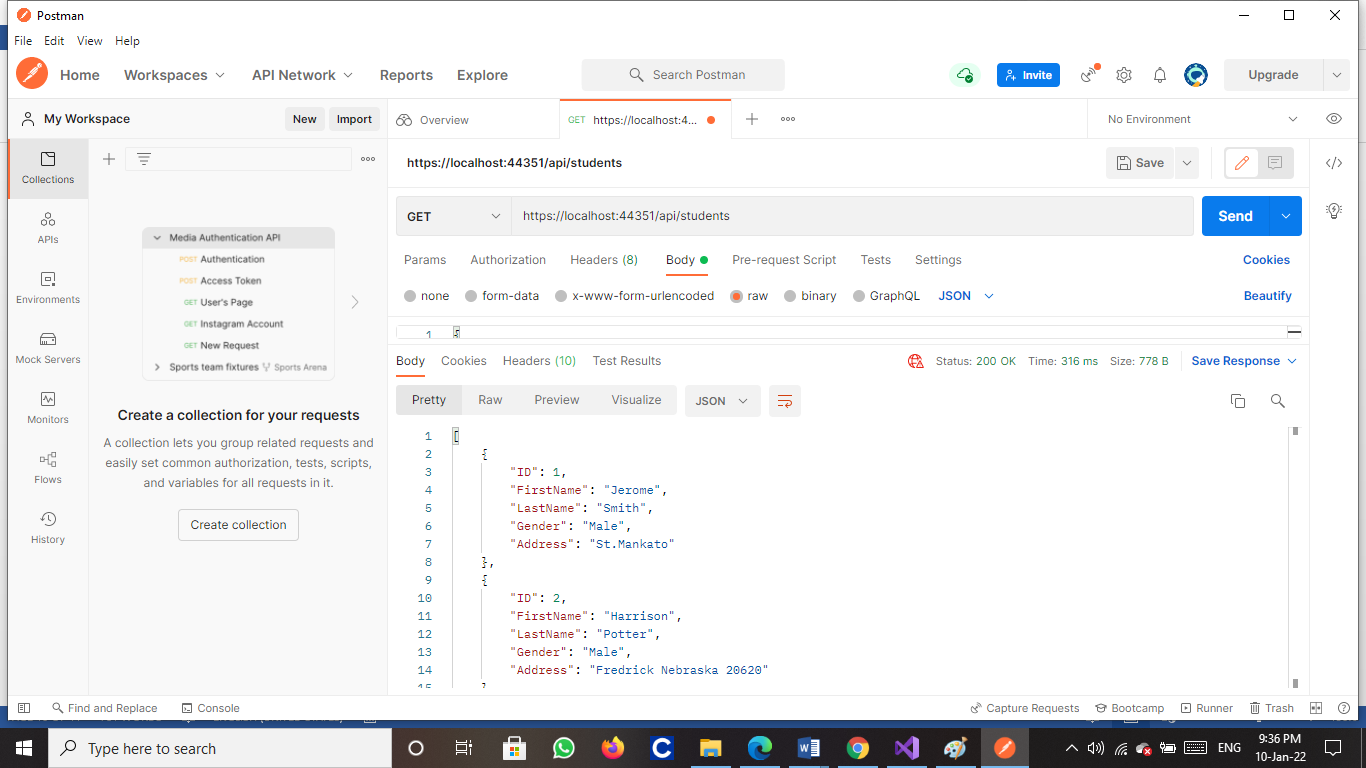 Postman
File Edit View Help
Home Workspaces API Network Reports Explore Search Postman Invite Upgrade
My Workspace New Import Overview GET https://localhost:4... No Environment
https://localhost:44351/api/students Save
Collections
APIs
Environments
Mock Servers
Monitors
Flows
History
Media Authentication API
POST Authentication
POST Access Token
GET User's Page
GET Instagram Account
GET New Request
Sports team fixtures Sports Arena
Create a collection for your requests
A collection lets you group related requests and
easily set common authorization, tests, scripts,
and variables for all requests in it.
Create collection
GET https://localhost:44351/api/students Send
Params Authorization Headers (8) Body Pre-request Script Tests Settings Cookies
none form-data x-www-form-urlencoded raw binary GraphQL JSON Beautify
1 {
Body Cookies Headers (10) Test Results Status: 200 OK Time: 316 ms Size: 778 B Save Response
Pretty Raw Preview Visualize JSON
1 [
2 {
3 "ID": 1,
4 "FirstName": "Jerome",
5 "LastName": "Smith",
6 "Gender": "Male",
7 "Address": "St.Mankato"
8 },
9 {
10 "ID": 2,
11 "FirstName": "Harrison",
12 "LastName": "Potter",
13 "Gender": "Male",
14 "Address": "Fredrick Nebraska 20620"
15
Find and Replace Console Capture Requests Bootcamp Runner Trash
Type here to search ENG 9:36 PM
10-Jan-22